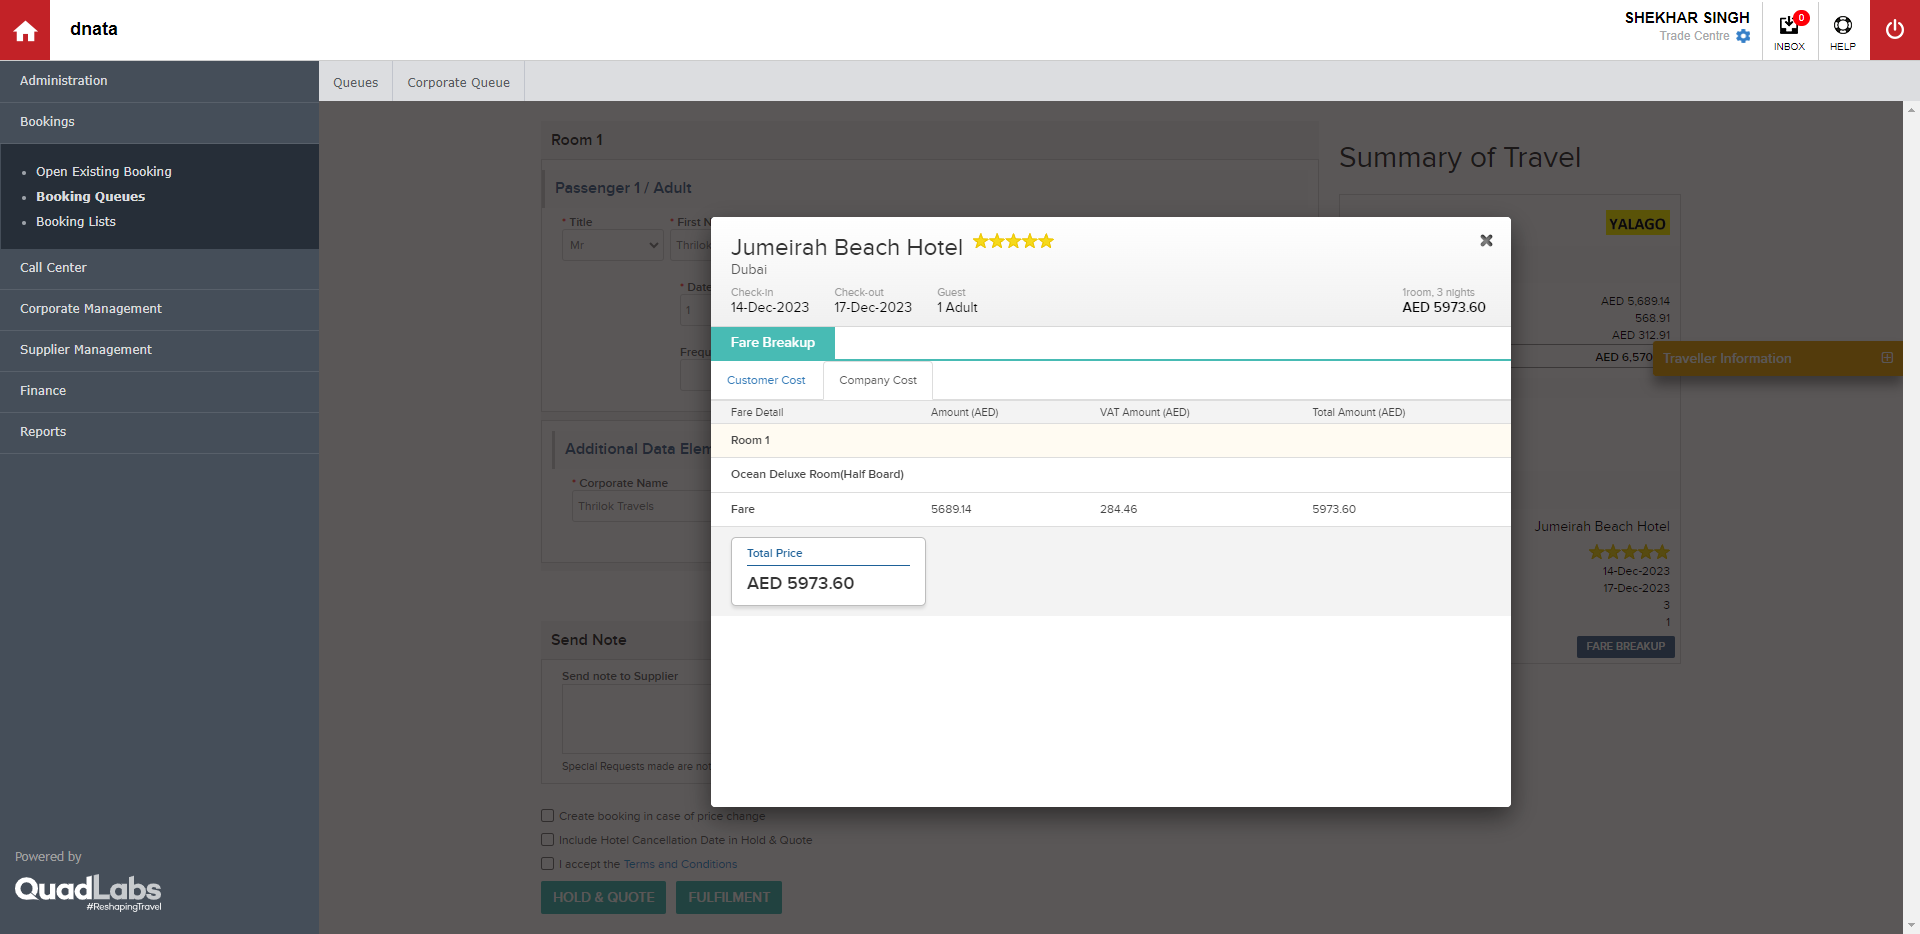 dnata
SHEKHAR SINGH
Trade Centre
0
INBOX
HELP
Administration
Bookings
Open Existing Booking
Booking Queues
Booking Lists
Call Center
Corporate Management
Supplier Management
Finance
Reports
Powered by
QuadLabs
#ReshapingTravel
Queues
Corporate Queue
Room 1
Passenger 1 / Adult
* Title
* First N
Mr
Thrilok
* Date
1
Frequ
Additional Data Elem
* Corporate Name
Thrilok Travels
Send Note
Send note to Supplier
Special Requests made are not
Create booking in case of price change
Include Hotel Cancellation Date in Hold & Quote
I accept the Terms and Conditions
HOLD & QUOTE
FULFILMENT
Jumeirah Beach Hotel
Dubai
Check-in
Check-out
Guest
1room, 3 nights
14-Dec-2023
17-Dec-2023
1 Adult
AED 5973.60
Fare Breakup
Customer Cost
Company Cost
Fare Detail
Amount (AED)
VAT Amount (AED)
Total Amount (AED)
Room 1
Ocean Deluxe Room(Half Board)
Fare
5689.14
284.46
5973.60
Total Price
AED 5973.60
Summary of Travel
YALAGO
AED 5,689.14
568.91
AED 312.91
AED 6,570
Traveller Information
Jumeirah Beach Hotel
14-Dec-2023
17-Dec-2023
3
1
FARE BREAKUP